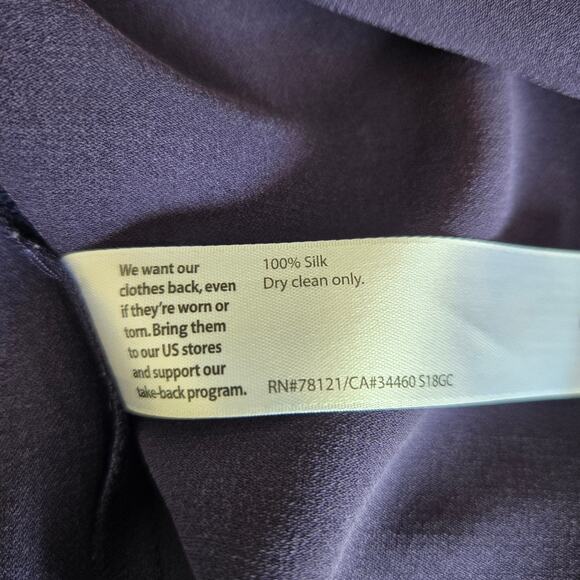 We want our
clothes back, even
if they're worn or
torn. Bring them
to our US stores
and support our
take-back program.
100% Silk
Dry clean only.
RN#78121/CA#34460 S18GC